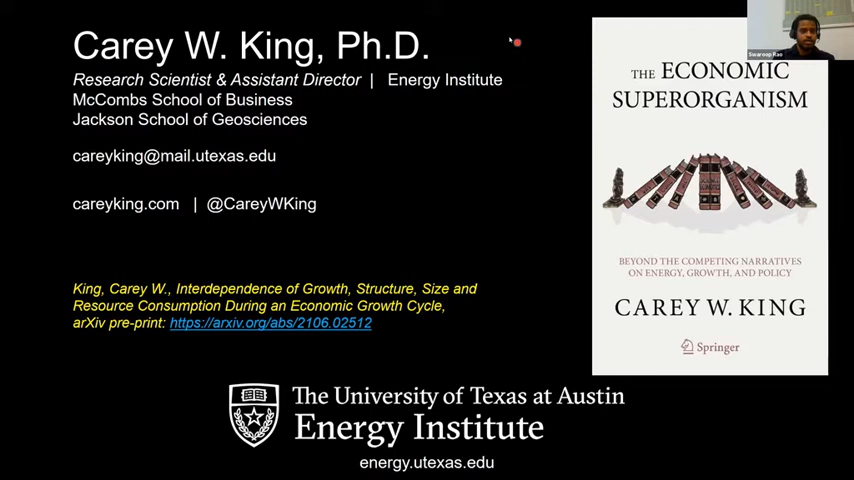 Carey W. King, Ph.D.
Research Scientist & Assistant Director | Energy Institute
McCombs School of Business
Jackson School of Geosciences
careyking@mail.utexas.edu
careyking.com | @CareyWKing
King, Carey W., Interdependence of Growth, Structure, Size and
Resource Consumption During an Economic Growth Cycle,
arXiv pre-print: https://arxiv.org/abs/2106.02512
Swaroop Rao
THE ECONOMIC
SUPERORGANISM
BEYOND THE COMPETING NARRATIVES
ON ENERGY, GROWTH, AND POLICY
CAREY W. KING
Springer
The University of Texas at Austin
Energy Institute
energy.utexas.edu